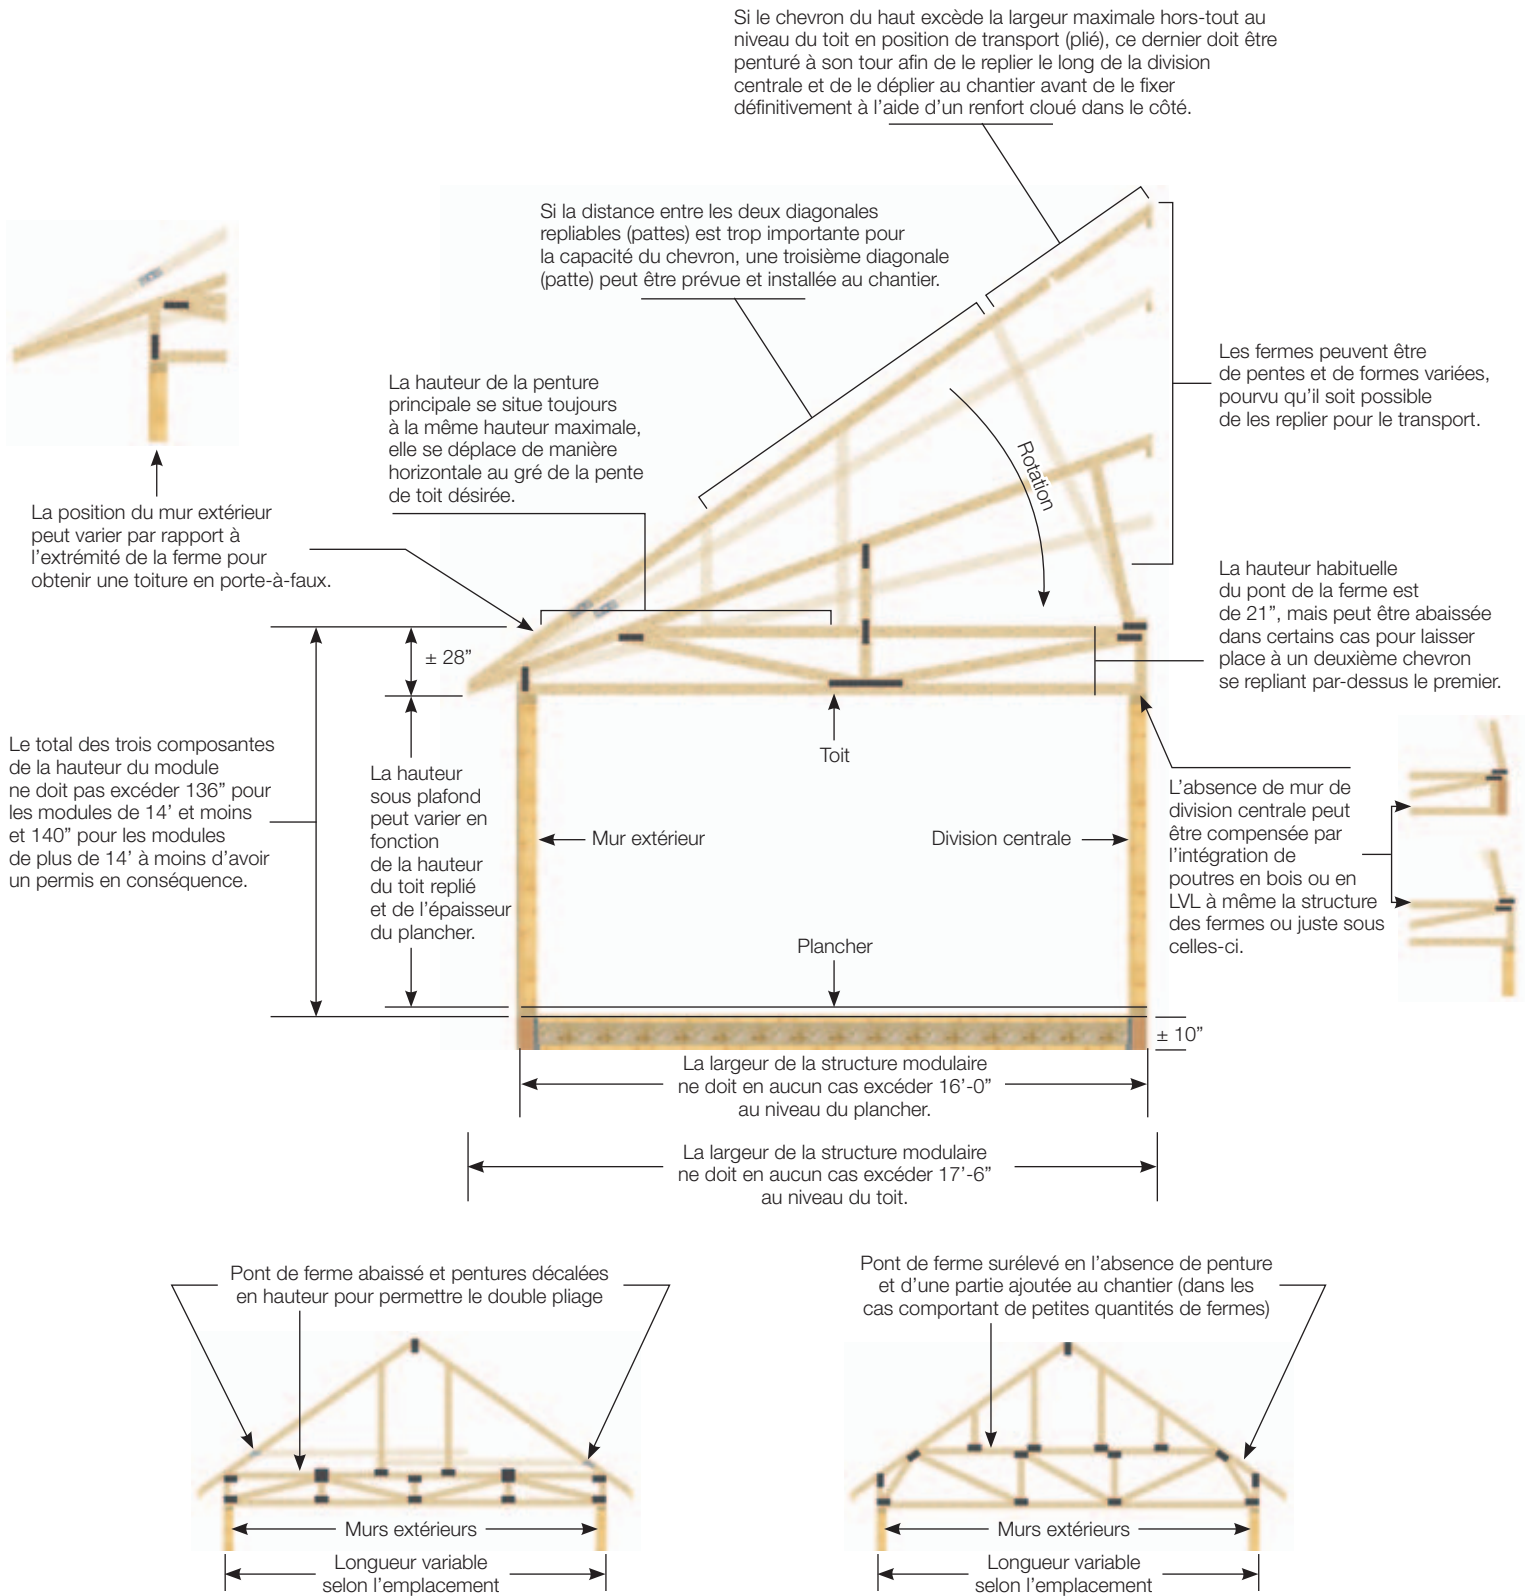 Si le chevron du haut excède la largeur maximale hors-tout au
niveau du toit en position de transport (plié), ce dernier doit être
penturé à son tour afin de le replier le long de la division
centrale et de le déplier au chantier avant de le fixer
définitivement à l’aide d’un renfort cloué dans le côté.
Si la distance entre les deux diagonales
repliables (pattes) est trop importante pour
la capacité du chevron, une troisième diagonale
(patte) peut être prévue et installée au chantier.
Les fermes peuvent être
de pentes et de formes variées,
pourvu qu’il soit possible
de les replier pour le transport.
La hauteur de la penture
principale se situe toujours
à la même hauteur maximale,
elle se déplace de manière
horizontale au gré de la pente
de toit désirée.
Rotation
La position du mur extérieur
peut varier par rapport à
l’extrémité de la ferme pour
obtenir une toiture en porte-à-faux.
La hauteur habituelle
du pont de la ferme est
de 21”, mais peut être abaissée
dans certains cas pour laisser
place à un deuxième chevron
se repliant par-dessus le premier.
± 28”
Toit
Le total des trois composantes
de la hauteur du module
ne doit pas excéder 136” pour
les modules de 14’ et moins
et 140” pour les modules
de plus de 14’ à moins d’avoir
un permis en conséquence.
La hauteur
sous plafond
peut varier en
fonction
de la hauteur
du toit replié
et de l’épaisseur
du plancher.
Mur extérieur
Division centrale
L’absence de mur de
division centrale peut
être compensée par
l’intégration de
poutres en bois ou en
LVL à même la structure
des fermes ou juste sous
celles-ci.
Plancher
± 10”
La largeur de la structure modulaire
ne doit en aucun cas excéder 16’-0”
au niveau du plancher.
La largeur de la structure modulaire
ne doit en aucun cas excéder 17’-6”
au niveau du toit.
Pont de ferme abaissé et pentures décalées
en hauteur pour permettre le double pliage
Murs extérieurs
Longueur variable
selon l’emplacement
Pont de ferme surélevé en l’absence de penture
et d’une partie ajoutée au chantier (dans les
cas comportant de petites quantités de fermes)
Murs extérieurs
Longueur variable
selon l’emplacement